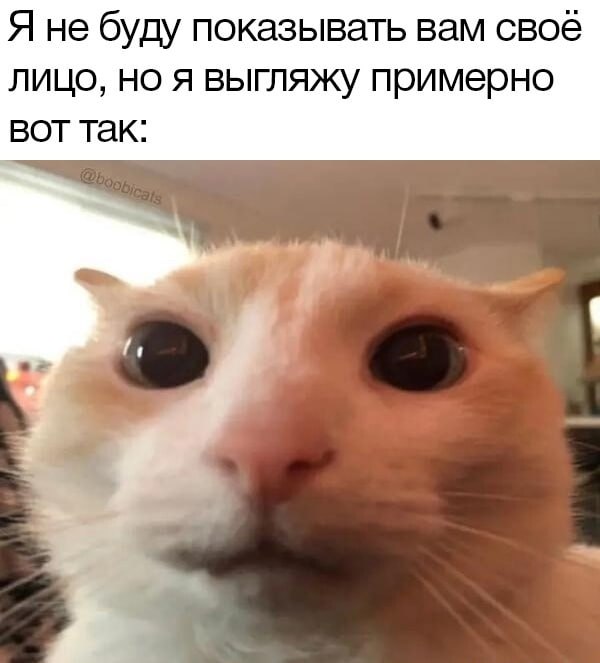 Я не буду показывать вам своё
лицо, но я выгляжу примерно
вот так:
@boobicats